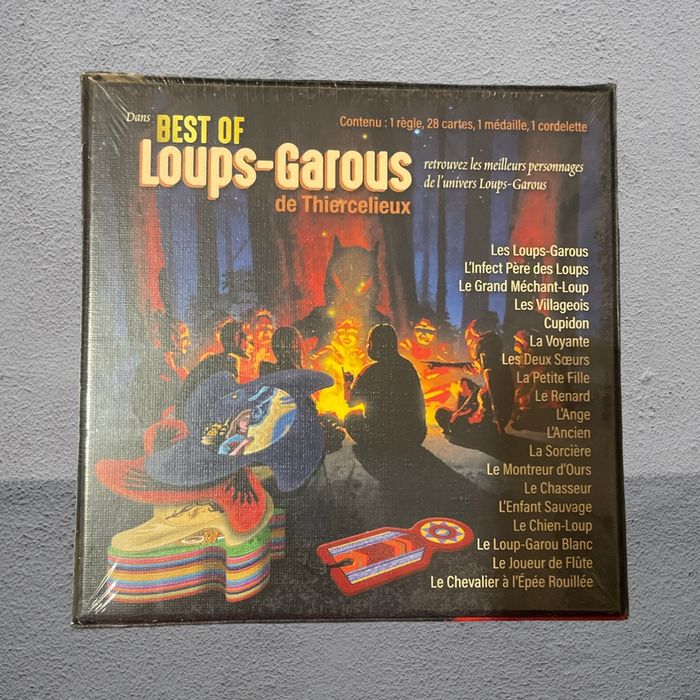 Dans BEST OF
Loups-Garous
de Thiercelieux
Contenu : 1 règle, 28 cartes, 1 médaille, 1 cordelette
retrouvez les meilleurs personnages
de l'univers Loups-Garous
Les Loups-Garous
L'Infect Père des Loups
Le Grand Méchant-Loup
Les Villageois
Cupidon
La Voyante
Les Deux Sœurs
La Petite Fille
Le Renard
L'Ange
L'Ancien
La Sorcière
Le Montreur d'Ours
Le Chasseur
L'Enfant Sauvage
Le Chien-Loup
Le Loup-Garou Blanc
Le Joueur de Flûte
Le Chevalier à l'Épée Rouillée